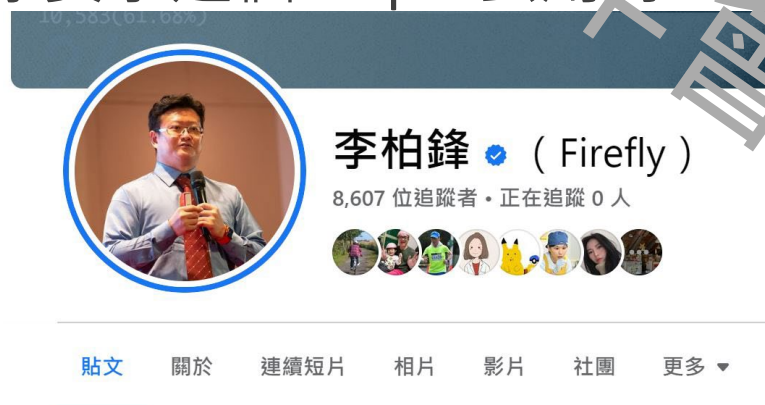 10,583(61.68%)
李柏鋒 （Firefly）
8,607 位追蹤者・正在追蹤 0 人
貼文 關於 連續短片 相片 影片 社團 更多